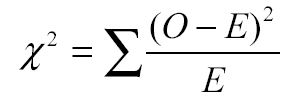 χ² = ∑ (O − E)² / E